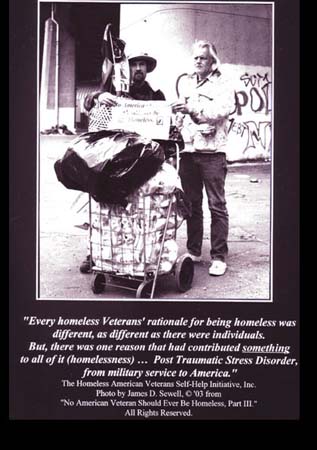 to America
Homeless
"Every homeless Veterans' rationale for being homeless was
different, as different as there were individuals.
But, there was one reason that had contributed something
to all of it (homelessness) … Post Traumatic Stress Disorder,
from military service to America."
The Homeless American Veterans Self-Help Initiative, Inc.
Photo by James D. Sewell, © '03 from
"No American Veteran Should Ever Be Homeless, Part III."
All Rights Reserved.